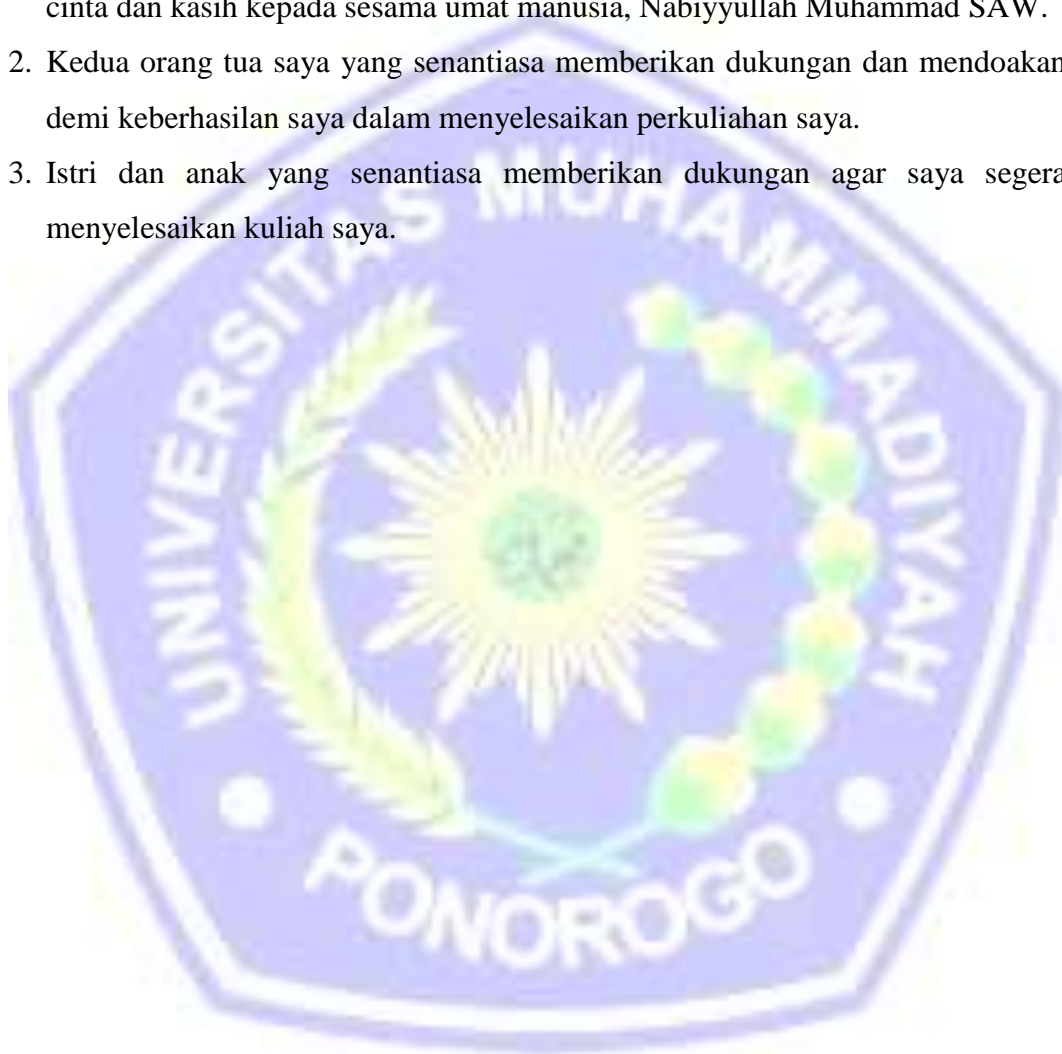 cinta dan kasih kepada sesama umat manusia, Nabiyyullah Muhammad SAW.
2. Kedua orang tua saya yang senantiasa memberikan dukungan dan mendoakan
demi keberhasilan saya dalam menyelesaikan perkuliahan saya.
3. Istri dan anak yang senantiasa memberikan dukungan agar saya segera
menyelesaikan kuliah saya.
UNIVERSITAS MUHAMMADIYAH
PONOROGO